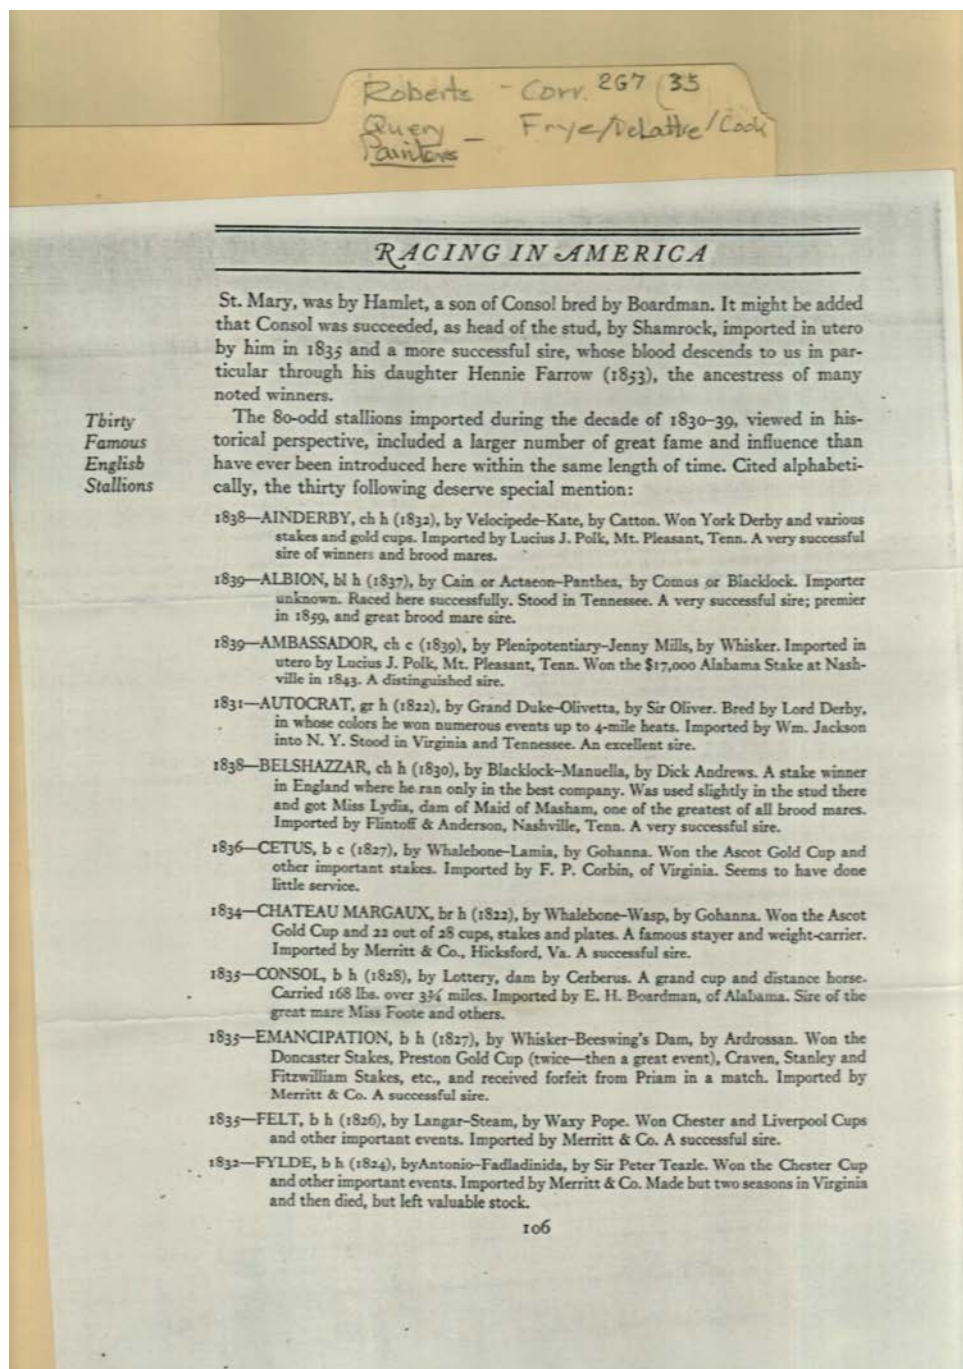 Roberts - Corr. 267 (35
Query - Frye/DeLattre/Cook
Painters
RACING IN AMERICA
St. Mary, was by Hamlet, a son of Consol bred by Boardman. It might be added
that Consol was succeeded, as head of the stud, by Shamrock, imported in utero
by him in 1835 and a more successful sire, whose blood descends to us in par-
ticular through his daughter Hennie Farrow (1853), the ancestress of many
noted winners.
Thirty
Famous
English
Stallions
The 80-odd stallions imported during the decade of 1830-39, viewed in his-
torical perspective, included a larger number of great fame and influence than
have ever been introduced here within the same length of time. Cited alphabeti-
cally, the thirty following deserve special mention:
1838—AINDERBY, ch h (1832), by Velocipede-Kate, by Catton. Won York Derby and various
stakes and gold cups. Imported by Lucius J. Polk, Mt. Pleasant, Tenn. A very successful
sire of winners and brood mares.
1839—ALBION, bl h (1837), by Cain or Actaeon-Panthea, by Comus or Blacklock. Importer
unknown. Raced here successfully. Stood in Tennessee. A very successful sire; premier
in 1859, and great brood mare sire.
1839—AMBASSADOR, ch c (1839), by Plenipotentiary-Jenny Mills, by Whisker. Imported in
utero by Lucius J. Polk, Mt. Pleasant, Tenn. Won the $17,000 Alabama Stake at Nash-
ville in 1843. A distinguished sire.
1831—AUTOCRAT, gr h (1822), by Grand Duke-Olivetta, by Sir Oliver. Bred by Lord Derby,
in whose colors he won numerous events up to 4-mile heats. Imported by Wm. Jackson
into N. Y. Stood in Virginia and Tennessee. An excellent sire.
1838—BELSHAZZAR, ch h (1830), by Blacklock-Manuella, by Dick Andrews. A stake winner
in England where he ran only in the best company. Was used slightly in the stud there
and got Miss Lydia, dam of Maid of Masham, one of the greatest of all brood mares.
Imported by Flintoff & Anderson, Nashville, Tenn. A very successful sire.
1836—CETUS, b c (1827), by Whalebone-Lamia, by Gohanna. Won the Ascot Gold Cup and
other important stakes. Imported by F. P. Corbin, of Virginia. Seems to have done
little service.
1834—CHATEAU MARGAUX, br h (1822), by Whalebone-Wasp, by Gohanna. Won the Ascot
Gold Cup and 22 out of 28 cups, stakes and plates. A famous stayer and weight-carrier.
Imported by Merritt & Co., Hicksford, Va. A successful sire.
1835—CONSOL, b h (1828), by Lottery, dam by Cerberus. A grand cup and distance horse.
Carried 168 lbs. over 3¾ miles. Imported by E. H. Boardman, of Alabama. Sire of the
great mare Miss Foote and others.
1835—EMANCIPATION, b h (1827), by Whisker-Beeswing's Dam, by Ardrossan. Won the
Doncaster Stakes, Preston Gold Cup (twice—then a great event), Craven, Stanley and
Fitzwilliam Stakes, etc., and received forfeit from Priam in a match. Imported by
Merritt & Co. A successful sire.
1835—FELT, b h (1826), by Langar-Steam, by Waxy Pope. Won Chester and Liverpool Cups
and other important events. Imported by Merritt & Co. A successful sire.
1832—FYLDE, b h (1824), byAntonio-Fadladinida, by Sir Peter Teazle. Won the Chester Cup
and other important events. Imported by Merritt & Co. Made but two seasons in Virginia
and then died, but left valuable stock.
106